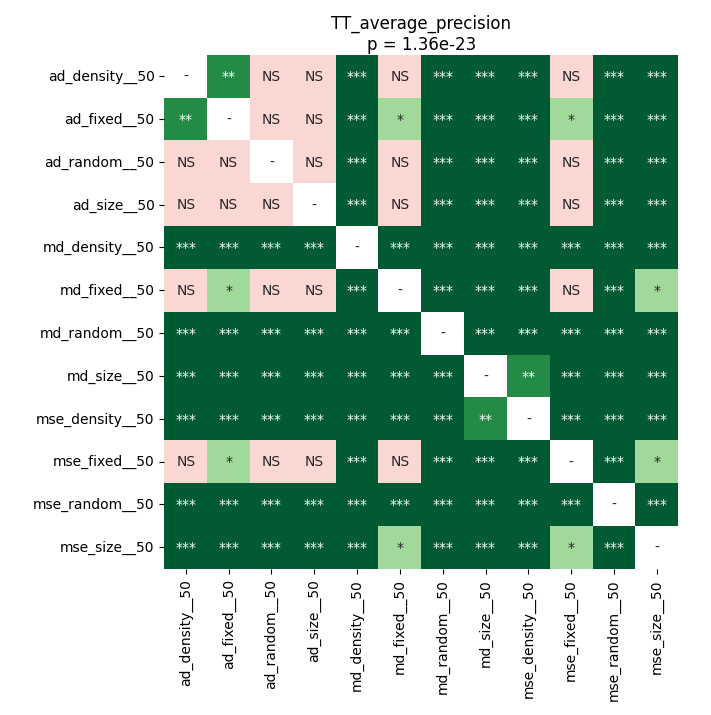 TT_average_precision
p = 1.36e-23
ad_density__50 - ** NS NS *** NS *** *** *** NS *** ***
ad_fixed__50 ** - NS NS *** * *** *** *** * *** ***
ad_random__50 NS NS - NS *** NS *** *** *** NS *** ***
ad_size__50 NS NS NS - *** NS *** *** *** NS *** ***
md_density__50 *** *** *** *** - *** *** *** *** *** *** ***
md_fixed__50 NS * NS NS *** - *** *** *** NS *** *
md_random__50 *** *** *** *** *** *** - *** *** *** *** ***
md_size__50 *** *** *** *** *** *** *** - ** *** *** ***
mse_density__50 *** *** *** *** *** *** *** ** - *** *** ***
mse_fixed__50 NS * NS NS *** NS *** *** *** - *** *
mse_random__50 *** *** *** *** *** *** *** *** *** *** - ***
mse_size__50 *** *** *** *** *** * *** *** *** * *** -
ad_density__50
ad_fixed__50
ad_random__50
ad_size__50
md_density__50
md_fixed__50
md_random__50
md_size__50
mse_density__50
mse_fixed__50
mse_random__50
mse_size__50